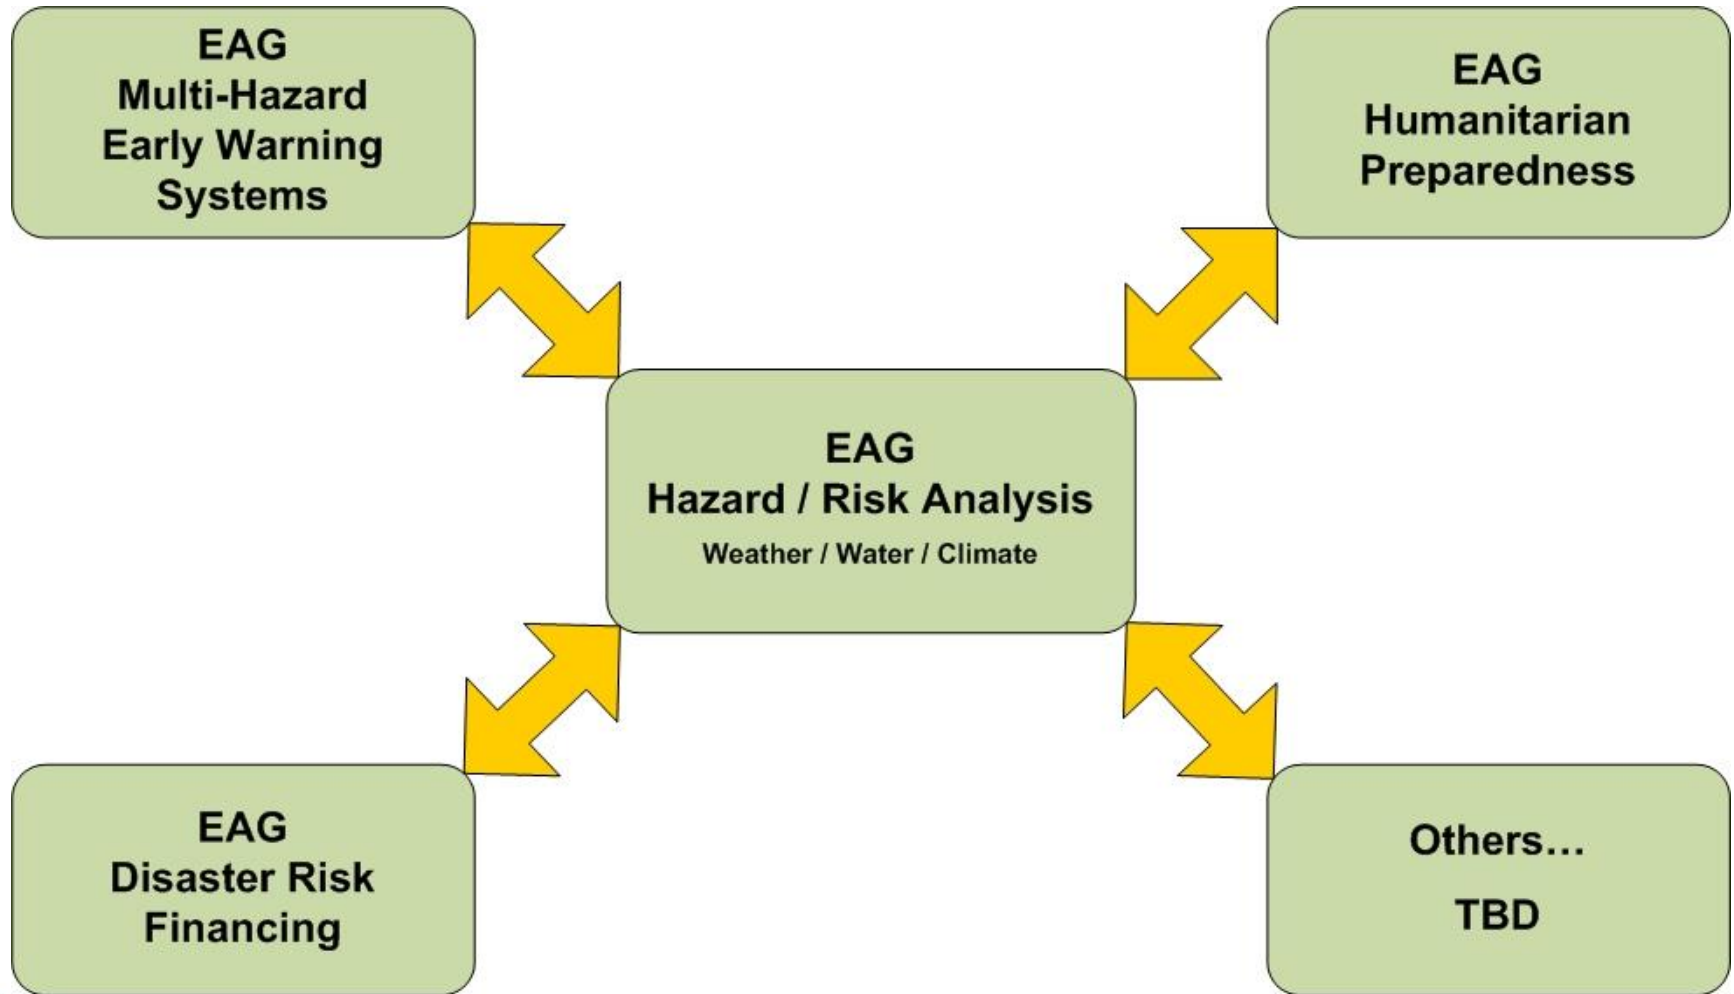 EAG
Multi-Hazard
Early Warning
Systems
EAG
Humanitarian
Preparedness
EAG
Hazard / Risk Analysis
Weather / Water / Climate
EAG
Disaster Risk
Financing
Others…
TBD